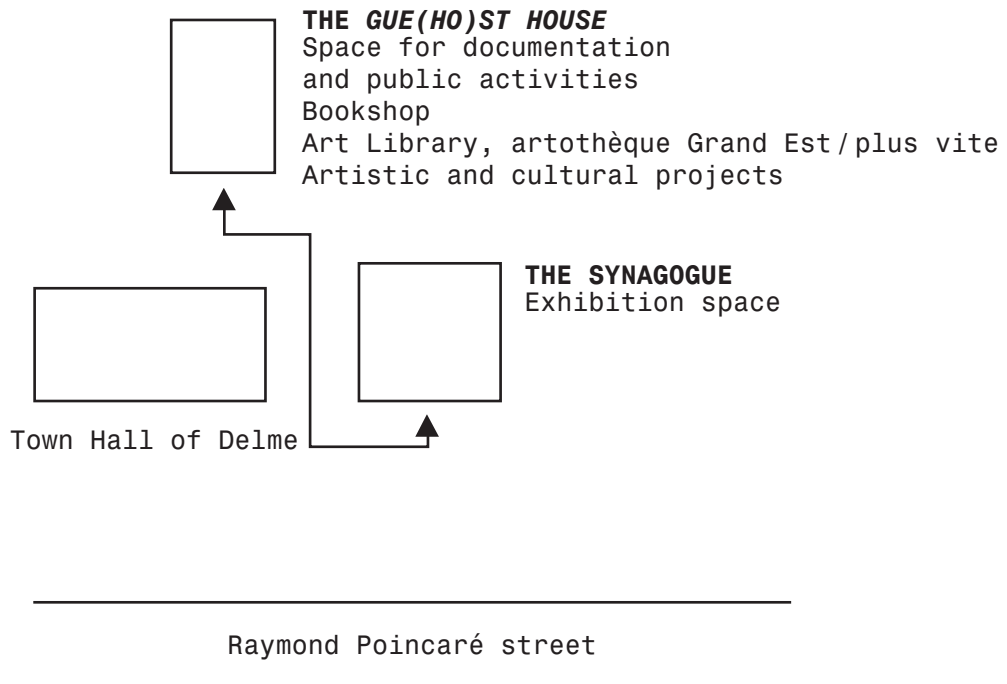 THE GUE(HO)ST HOUSE
Space for documentation
and public activities
Bookshop
Art Library, artothèque Grand Est / plus vite
Artistic and cultural projects
THE SYNAGOGUE
Exhibition space
Town Hall of Delme
Raymond Poincaré street